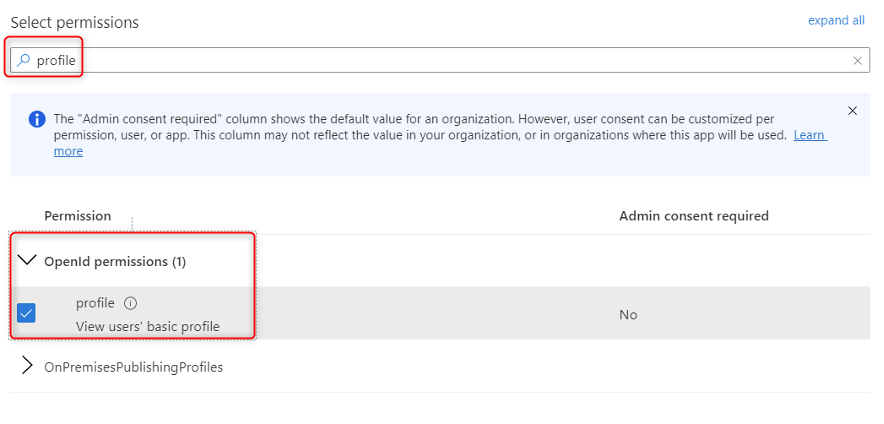 Select permissions
expand all
profile
The "Admin consent required" column shows the default value for an organization. However, user consent can be customized per
permission, user, or app. This column may not reflect the value in your organization, or in organizations where this app will be used. Learn
more
Permission
Admin consent required
OpenId permissions (1)
profile
View users' basic profile
No
OnPremisesPublishingProfiles